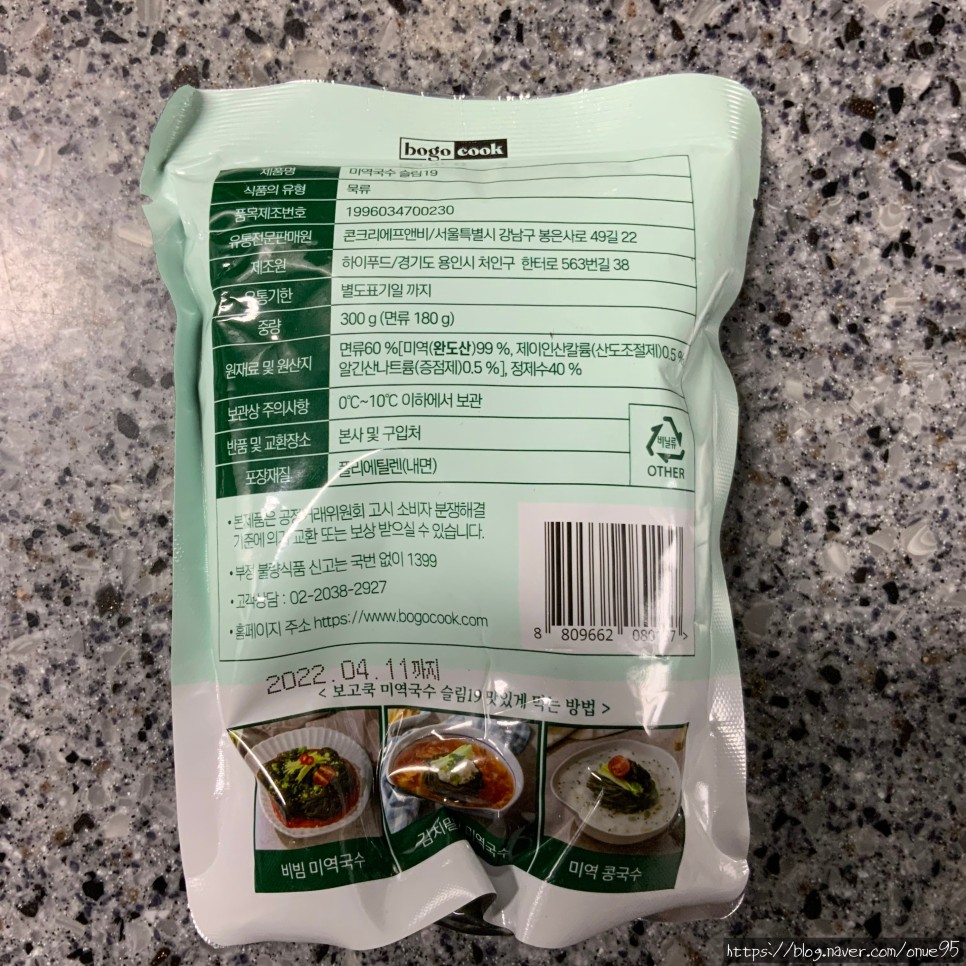 bogo cook
제품명 미역국수 슬림19
식품의 유형 묵류
품목제조번호 1996034700230
유통전문판매원 콘크리에프앤비/서울특별시 강남구 봉은사로 49길 22
제조원 하이푸드/경기도 용인시 처인구 한터로 563번길 38
유통기한 별도표기일 까지
중량 300 g (면류 180 g)
원재료 및 원산지 면류60 %[미역(완도산)99 %, 제이인산칼륨(산도조절제)0.5 %
알긴산나트륨(증점제)0.5 %], 정제수40 %
보관상 주의사항 0℃~10℃ 이하에서 보관
반품 및 교환장소 본사 및 구입처
포장재질 폴리에틸렌(내면)
비닐류
OTHER
• 본제품은 공정거래위원회 고시 소비자 분쟁해결
기준에 의거 교환 또는 보상 받으실 수 있습니다.
• 부정 불량식품 신고는 국번 없이 1399
• 고객상담 : 02-2038-2927
• 홈페이지 주소 https://www.bogocook.com
8 809662
2022.04.11까지
< 보고쿡 미역국수 슬림19 맛있게 먹는 방법 >
비빔 미역국수
김치말 미역국수
미역 콩국수
https://blog.naver.com/onue95